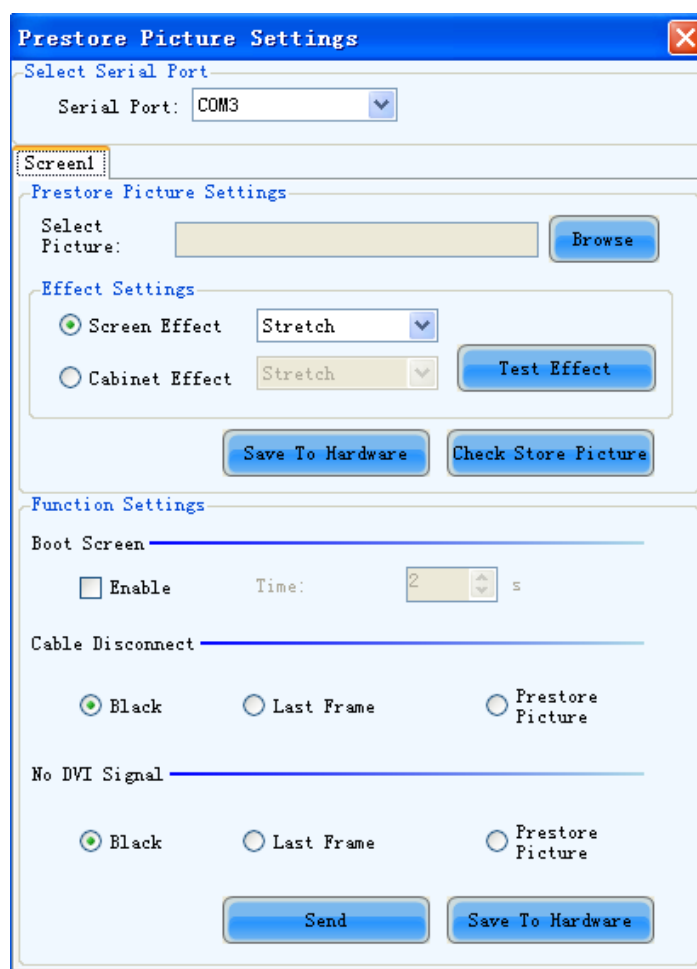 Prestore Picture Settings
Select Serial Port
Serial Port: COM3
Screen1
Prestore Picture Settings
Select
Picture:
Browse
Effect Settings
Screen Effect Stretch
Cabinet Effect Stretch
Test Effect
Save To Hardware Check Store Picture
Function Settings
Boot Screen
Enable Time: 2 s
Cable Disconnect
Black Last Frame Prestore
Picture
No DVI Signal
Black Last Frame Prestore
Picture
Send Save To Hardware